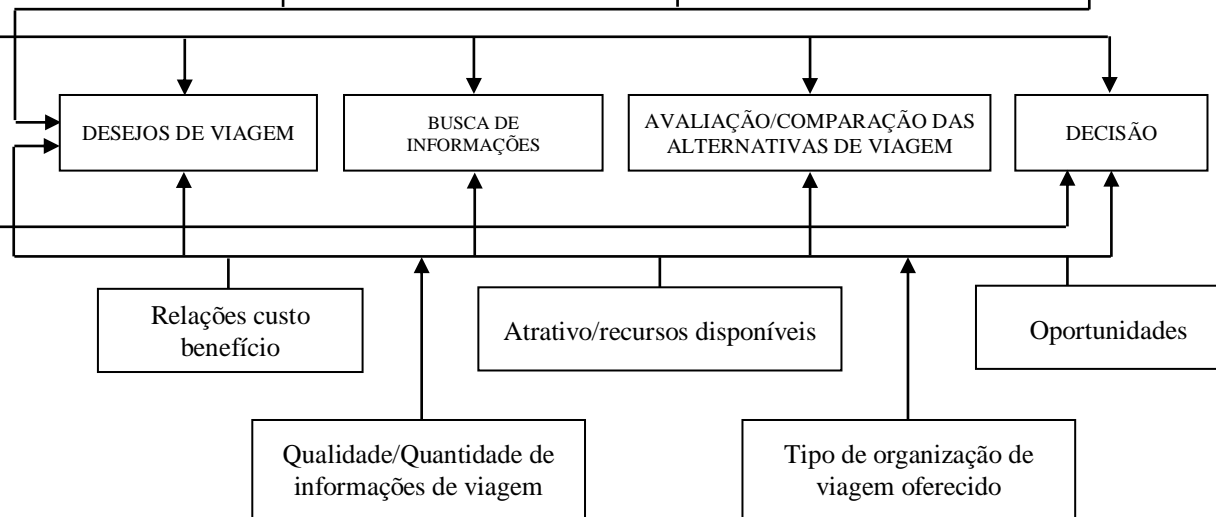 DESEJOS DE VIAGEM
BUSCA DE
INFORMAÇÕES
AVALIAÇÃO/COMPARAÇÃO DAS
ALTERNATIVAS DE VIAGEM
DECISÃO
Relações custo
benefício
Atrativo/recursos disponíveis
Oportunidades
Qualidade/Quantidade de
informações de viagem
Tipo de organização de
viagem oferecido